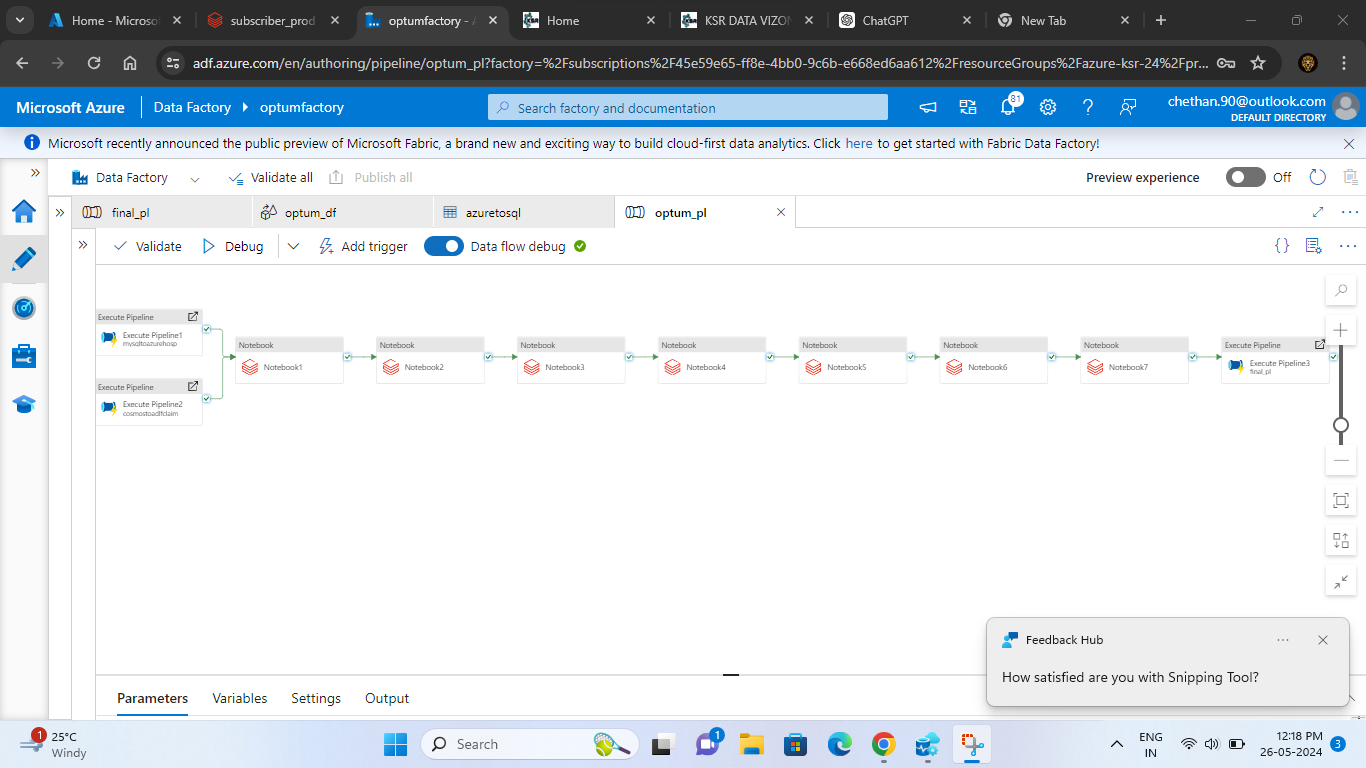 Home - Microso
subscriber_prod
optumfactory - A
Home
KSR DATA VIZON
ChatGPT
New Tab
adf.azure.com/en/authoring/pipeline/optum_pl?factory=%2Fsubscriptions%2F45e59e65-ff8e-4bb0-9c6b-e668ed6aa612%2FresourceGroups%2Fazure-ksr-24%2Fpr...
Microsoft Azure
Data Factory
optumfactory
Search factory and documentation
81
chethan.90@outlook.com
DEFAULT DIRECTORY
Microsoft recently announced the public preview of Microsoft Fabric, a brand new and exciting way to build cloud-first data analytics. Click here to get started with Fabric Data Factory!
Data Factory
Validate all
Publish all
Preview experience
Off
final_pl
optum_df
azuretosql
optum_pl
Validate
Debug
Add trigger
Data flow debug
Execute Pipeline
Execute Pipeline1
mysqltoazurehosp
Execute Pipeline
Execute Pipeline2
cosmostoadlfclaim
Notebook
Notebook1
Notebook
Notebook2
Notebook
Notebook3
Notebook
Notebook4
Notebook
Notebook5
Notebook
Notebook6
Notebook
Notebook7
Execute Pipeline
Execute Pipeline3
final_pl
Feedback Hub
How satisfied are you with Snipping Tool?
Parameters
Variables
Settings
Output
1
25°C
Windy
Search
1
ENG
IN
12:18 PM
26-05-2024
3